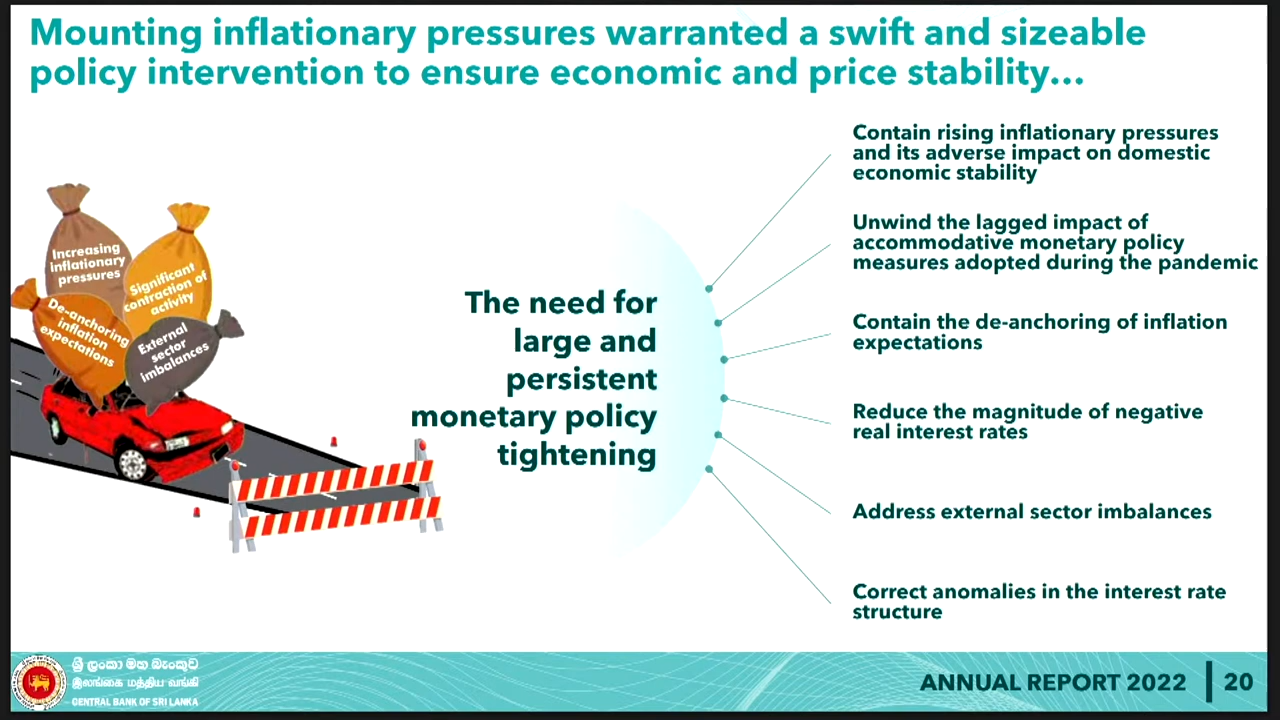 Mounting inflationary pressures warranted a swift and sizeable
policy intervention to ensure economic and price stability...
Increasing
inflationary
pressures
Significant
contraction of
activity
De-anchoring
inflation
expectations
External
sector
imbalances
The need for
large and
persistent
monetary policy
tightening
Contain rising inflationary pressures
and its adverse impact on domestic
economic stability
Unwind the lagged impact of
accommodative monetary policy
measures adopted during the pandemic
Contain the de-anchoring of inflation
expectations
Reduce the magnitude of negative
real interest rates
Address external sector imbalances
Correct anomalies in the interest rate
structure
ශ්‍රී ලංකා මහ බැංකුව
இலங்கை மத்திய வங்கி
CENTRAL BANK OF SRI LANKA
ANNUAL REPORT 2022 | 20